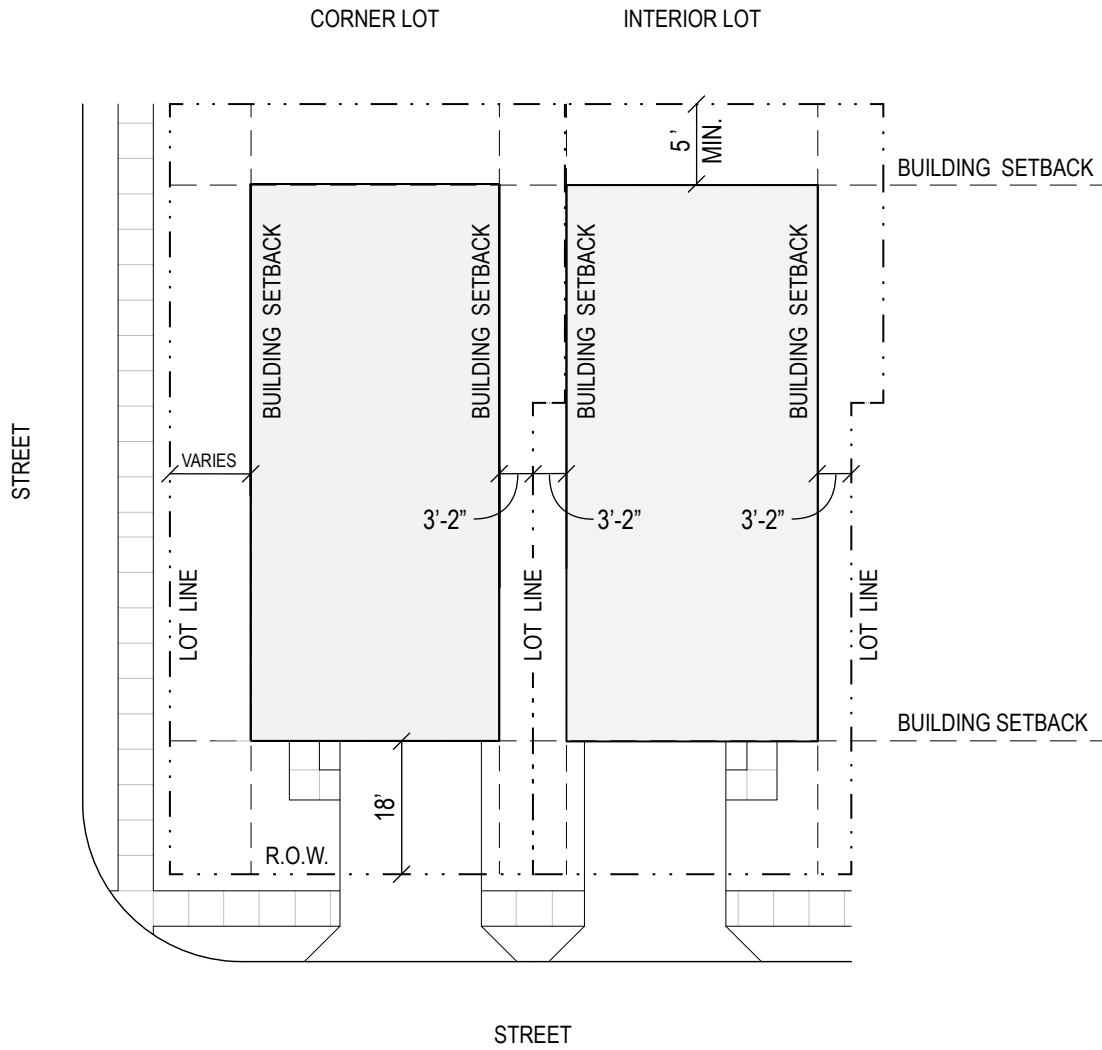 CORNER LOT
INTERIOR LOT
5'
MIN.
BUILDING SETBACK
BUILDING SETBACK
BUILDING SETBACK
BUILDING SETBACK
BUILDING SETBACK
STREET
VARIES
3'-2”
3'-2”
3'-2”
LOT LINE
LOT LINE
LOT LINE
BUILDING SETBACK
18'
R.O.W.
STREET